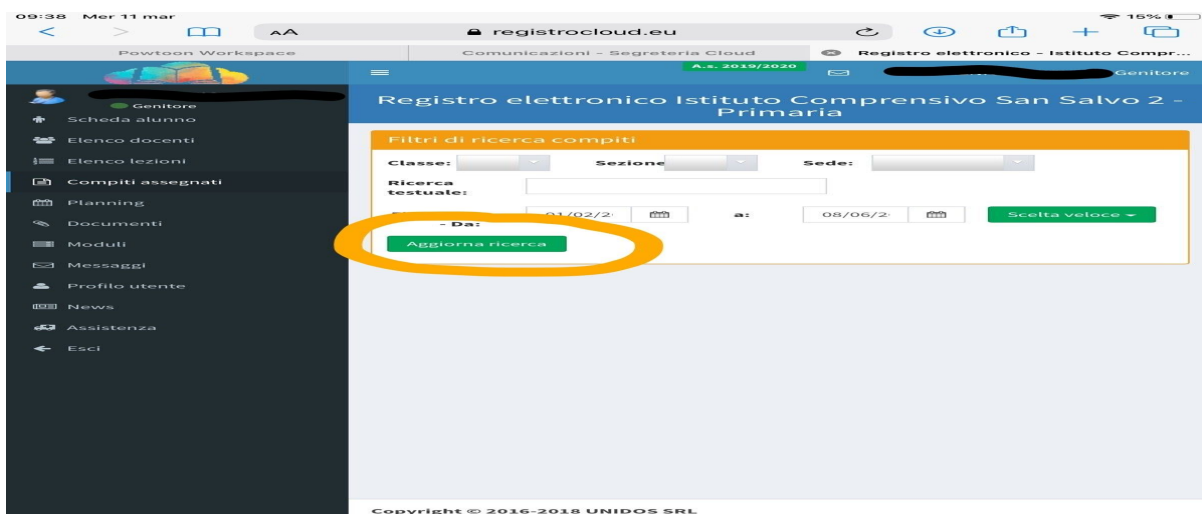 09:38 Mer 11 mar
15%
AA
registrocloud.eu
Powtoon Workspace
Comunicazioni - Segreteria Cloud
Registro elettronico - Istituto Compr...
A.s. 2019/2020
Genitore
Genitore
Scheda alunno
Elenco docenti
Elenco lezioni
Compiti assegnati
Planning
Documenti
Moduli
Messaggi
Profilo utente
News
Assistenza
Esci
Registro elettronico Istituto Comprensivo San Salvo 2 -
Primaria
Filtri di ricerca compiti
Classe: Sezione Sede:
Ricerca
testuale:
01/02/2 a: 08/06/2 Scelta veloce
- Da:
Aggiorna ricerca
Copyright © 2016-2018 UNIDOS SRL